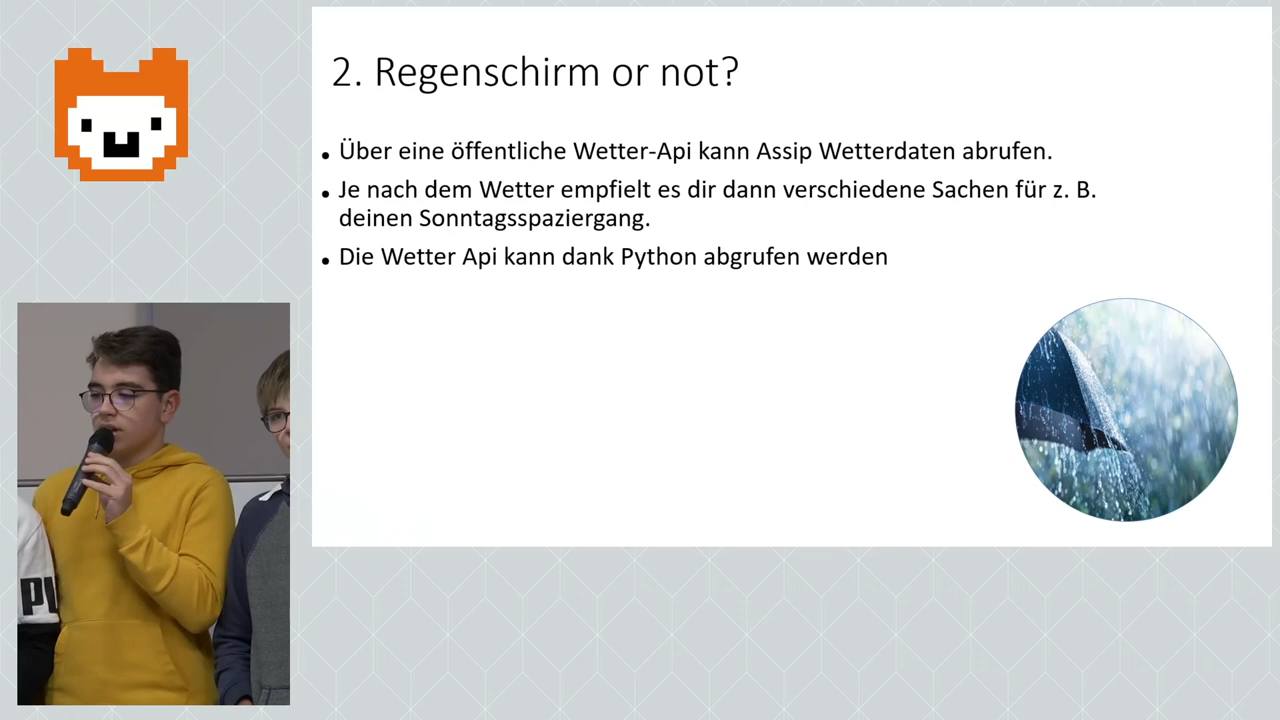 2. Regenschirm or not?
Über eine öffentliche Wetter-Api kann Assip Wetterdaten abrufen.
Je nach dem Wetter empfielt es dir dann verschiedene Sachen für z. B.
deinen Sonntagsspaziergang.
Die Wetter Api kann dank Python abgrufen werden